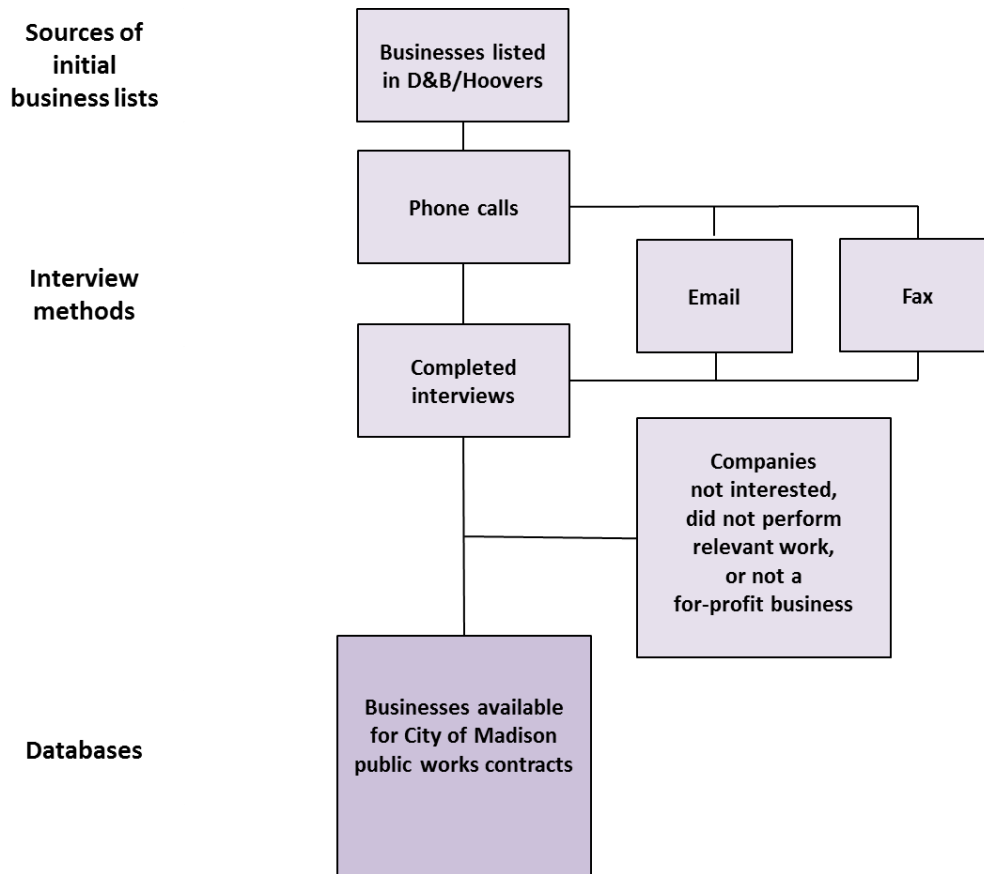 Sources of
initial
business lists
Businesses listed
in D&B/Hoovers
Phone calls
Interview
methods
Email
Fax
Completed
interviews
Companies
not interested,
did not perform
relevant work,
or not a
for-profit business
Databases
Businesses available
for City of Madison
public works contracts